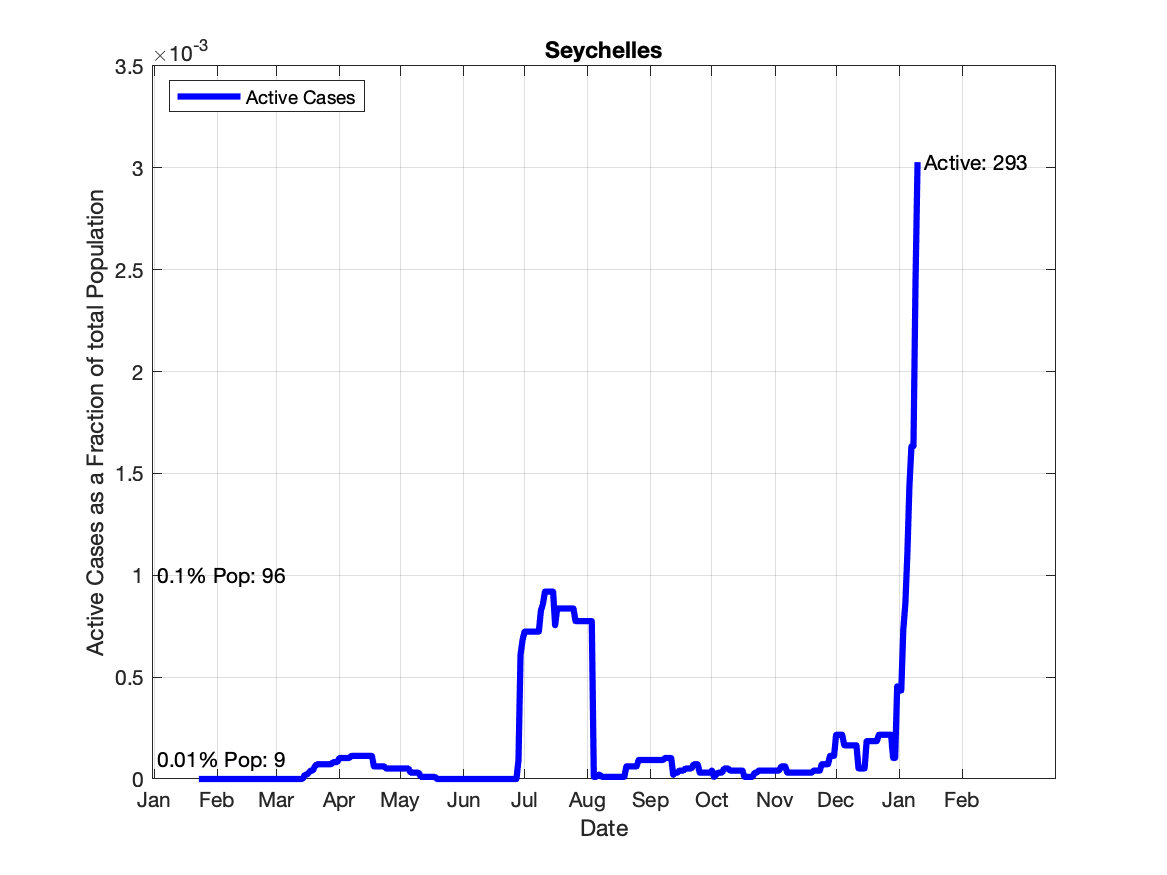 Seychelles
×10-3
3.5
3
2.5
2
1.5
1
0.5
0
Active Cases as a Fraction of total Population
Active Cases
Active: 293
0.1% Pop: 96
0.01% Pop: 9
Jan Feb Mar Apr May Jun Jul Aug Sep Oct Nov Dec Jan Feb
Date